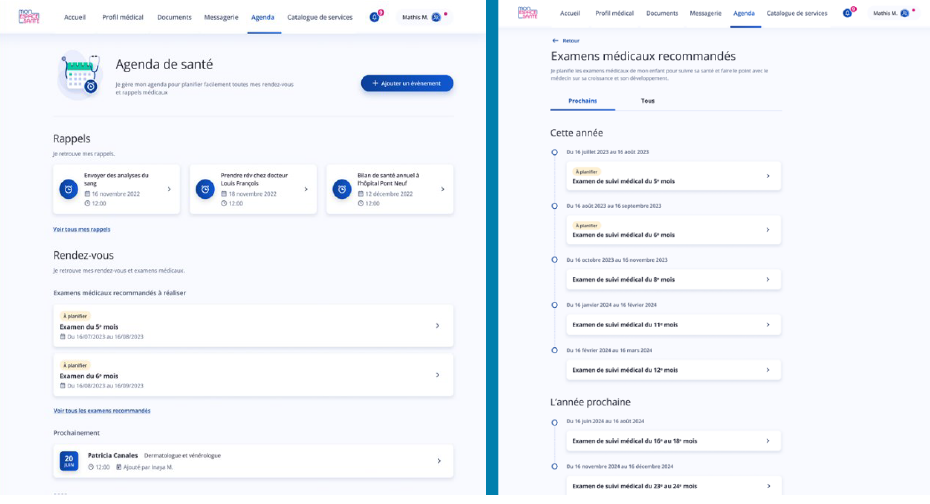 MON
ESPACE
SANTÉ
Accueil Profil médical Documents Messagerie Agenda Catalogue de services Mathis M.
Agenda de santé
Je gère mon agenda pour planifier facilement toutes mes rendez-vous
et rappels médicaux
+ Ajouter un évènement
Rappels
Je retrouve mes rappels.
Envoyer des analyses du
sang
16 novembre 2022
12:00
Prendre rdv chez docteur
Louis François
18 novembre 2022
12:00
Bilan de santé annuel à
l'hôpital Pont Neuf
12 décembre 2022
12:00
Voir tous mes rappels
Rendez-vous
Je retrouve mes rendez-vous et examens médicaux.
Examens médicaux recommandés à réaliser
À planifier
Examen du 5ᵉ mois
Du 16/07/2023 au 16/08/2023
À planifier
Examen du 6ᵉ mois
Du 16/08/2023 au 16/09/2023
Voir tous les examens recommandés
Prochainement
20
JUIN
Patricia Canales Dermatologue et vénérologue
12:00 Ajouté par Inaya M.
MON
ESPACE
SANTÉ
Accueil Profil médical Documents Messagerie Agenda Catalogue de services Mathis M.
Retour
Examens médicaux recommandés
Je planifie les examens médicaux de mon enfant pour suivre sa santé et faire le point avec le
médecin sur sa croissance et son développement.
Prochains Tous
Cette année
Du 16 juillet 2023 au 16 août 2023
À planifier
Examen de suivi médical du 5ᵉ mois
Du 16 août 2023 au 16 septembre 2023
À planifier
Examen de suivi médical du 6ᵉ mois
Du 16 octobre 2023 au 16 novembre 2023
Examen de suivi médical du 8ᵉ mois
Du 16 janvier 2024 au 16 février 2024
Examen de suivi médical du 11ᵉ mois
Du 16 février 2024 au 16 mars 2024
Examen de suivi médical du 12ᵉ mois
L'année prochaine
Du 16 juin 2024 au 16 août 2024
Examen de suivi médical du 16ᵉ au 18ᵉ mois
Du 16 novembre 2024 au 16 décembre 2024
Examen de suivi médical du 23ᵉ au 24ᵉ mois